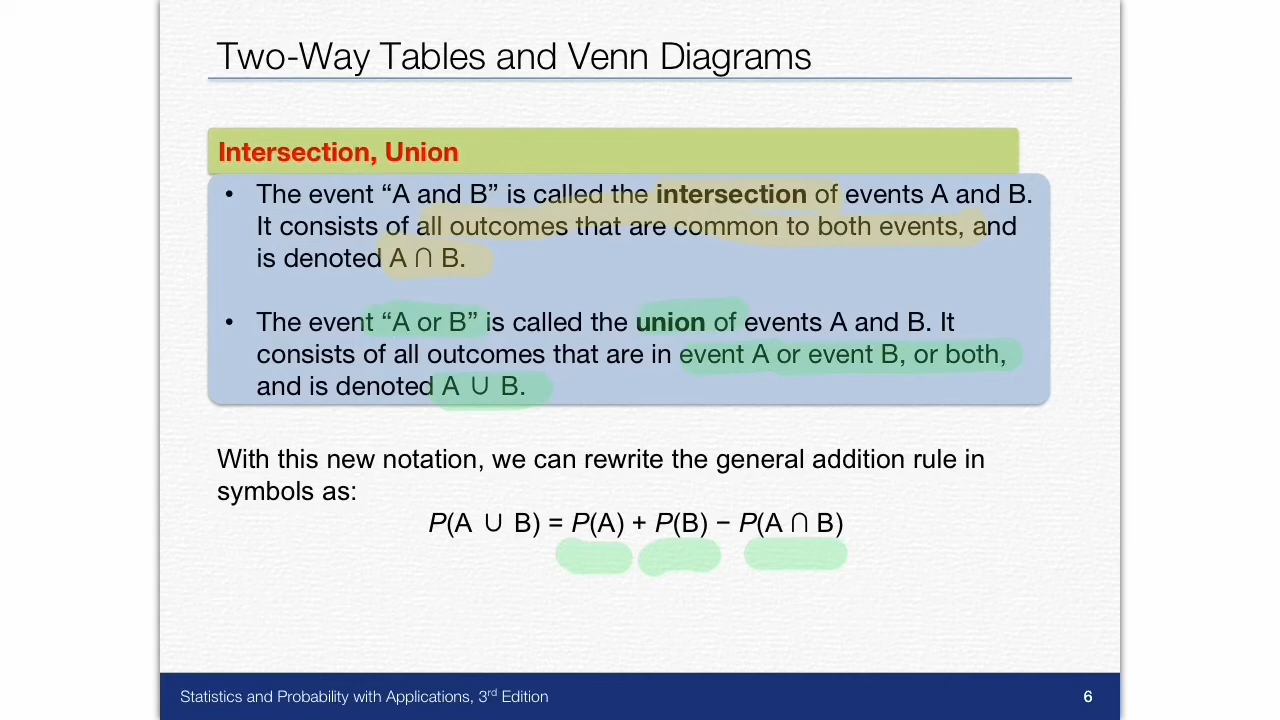 Two-Way Tables and Venn Diagrams
Intersection, Union
• The event “A and B” is called the intersection of events A and B.
It consists of all outcomes that are common to both events, and
is denoted A ∩ B.
• The event “A or B” is called the union of events A and B. It
consists of all outcomes that are in event A or event B, or both,
and is denoted A ∪ B.
With this new notation, we can rewrite the general addition rule in
symbols as:
P(A ∪ B) = P(A) + P(B) − P(A ∩ B)
Statistics and Probability with Applications, 3rd Edition
6